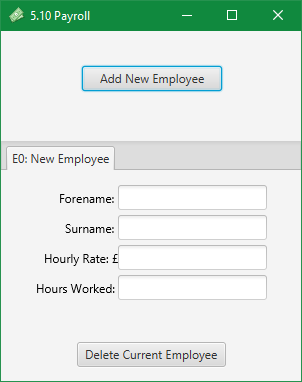 5.10 Payroll
Add New Employee
E0: New Employee
Forename:
Surname:
Hourly Rate: £
Hours Worked:
Delete Current Employee